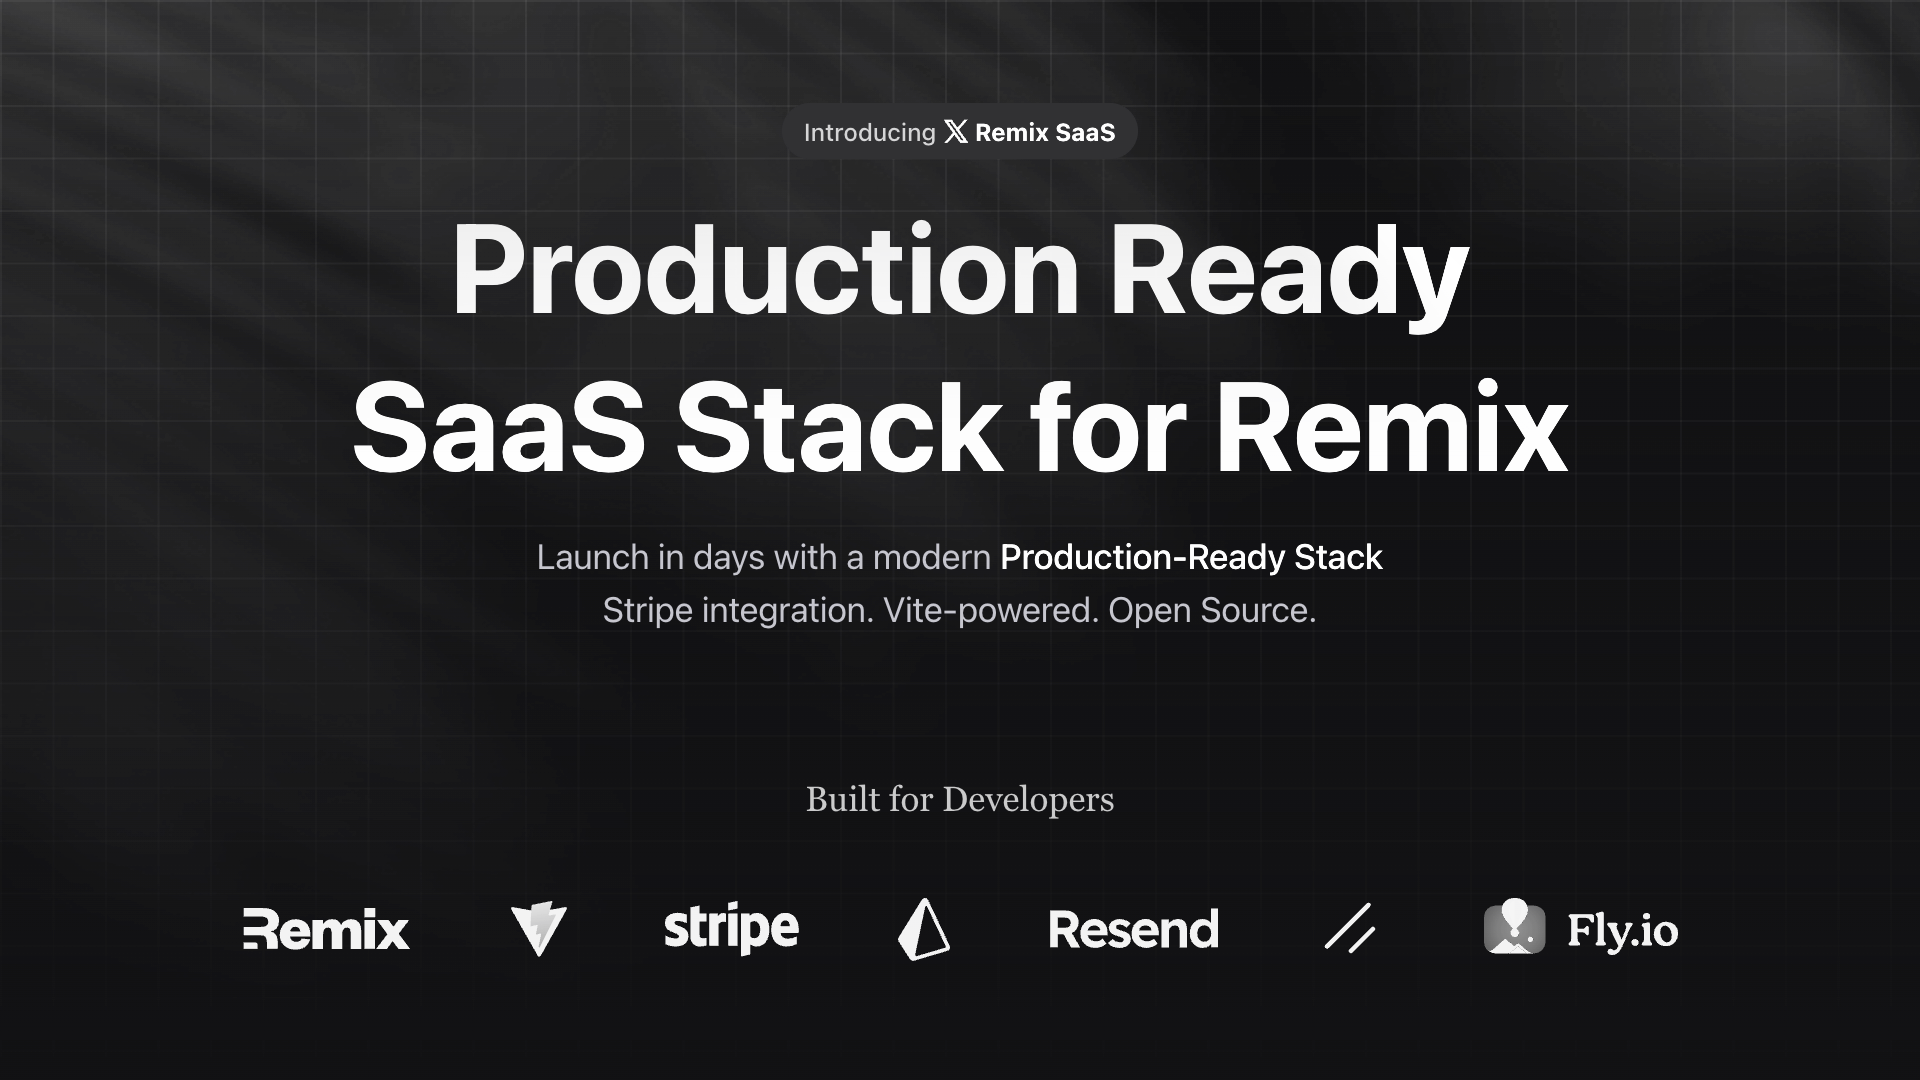 Introducing Remix SaaS
Production Ready
SaaS Stack for Remix
Launch in days with a modern Production-Ready Stack
Stripe integration. Vite-powered. Open Source.
Built for Developers
Remix stripe Resend Fly.io